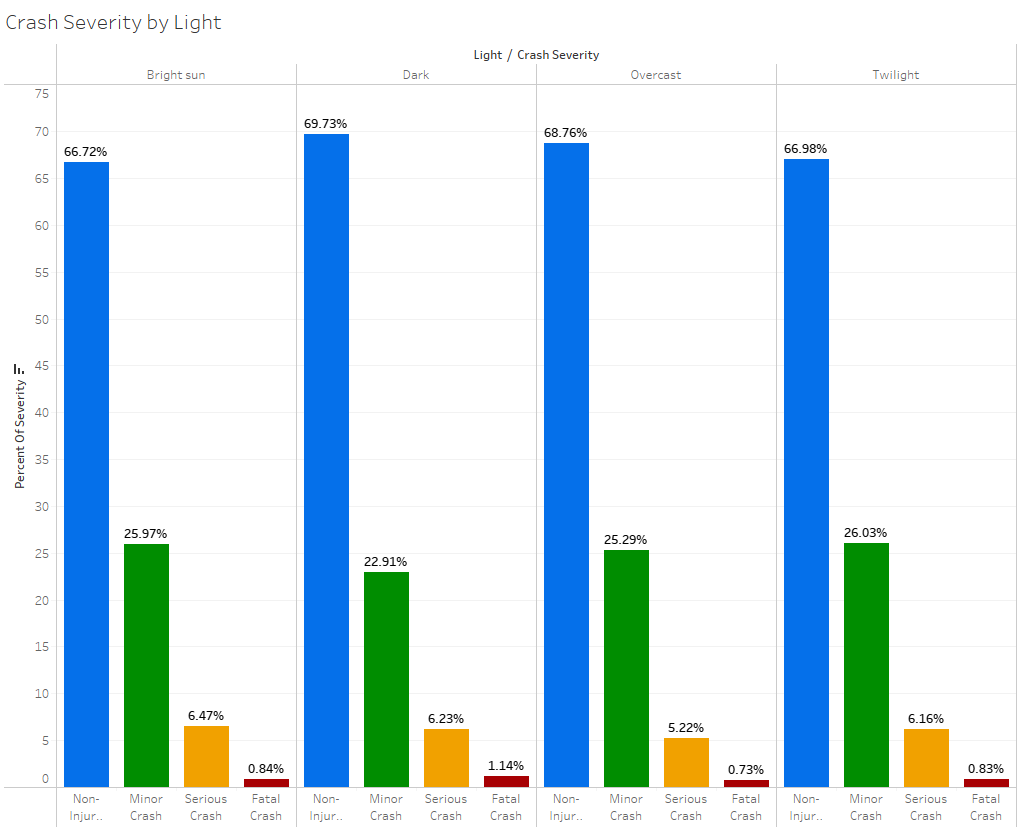 Crash Severity by Light
Light / Crash Severity
Bright sun Dark Overcast Twilight
75
70
65
60
55
50
45
40
35
30
25
20
15
10
5
0
Percent Of Severity
66.72% 25.97% 6.47% 0.84%
69.73% 22.91% 6.23% 1.14%
68.76% 25.29% 5.22% 0.73%
66.98% 26.03% 6.16% 0.83%
Non- Minor Serious Fatal Non- Minor Serious Fatal Non- Minor Serious Fatal Non- Minor Serious Fatal
Injur.. Crash Crash Crash Injur.. Crash Crash Crash Injur.. Crash Crash Crash Injur.. Crash Crash Crash